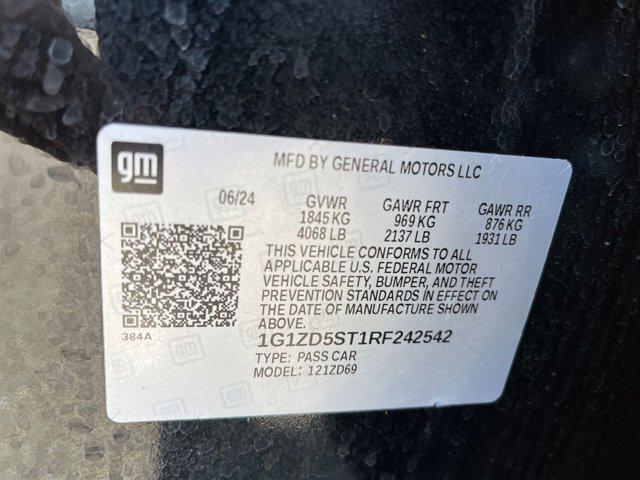 gm
MFD BY GENERAL MOTORS LLC
06/24 GVWR GAWR FRT GAWR RR
1845 KG 969 KG 876 KG
4068 LB 2137 LB 1931 LB
THIS VEHICLE CONFORMS TO ALL
APPLICABLE U.S. FEDERAL MOTOR
VEHICLE SAFETY, BUMPER, AND THEFT
PREVENTION STANDARDS IN EFFECT ON
THE DATE OF MANUFACTURE SHOWN
ABOVE.
384A
1G1ZD5ST1RF242542
TYPE: PASS CAR
MODEL: 121ZD69